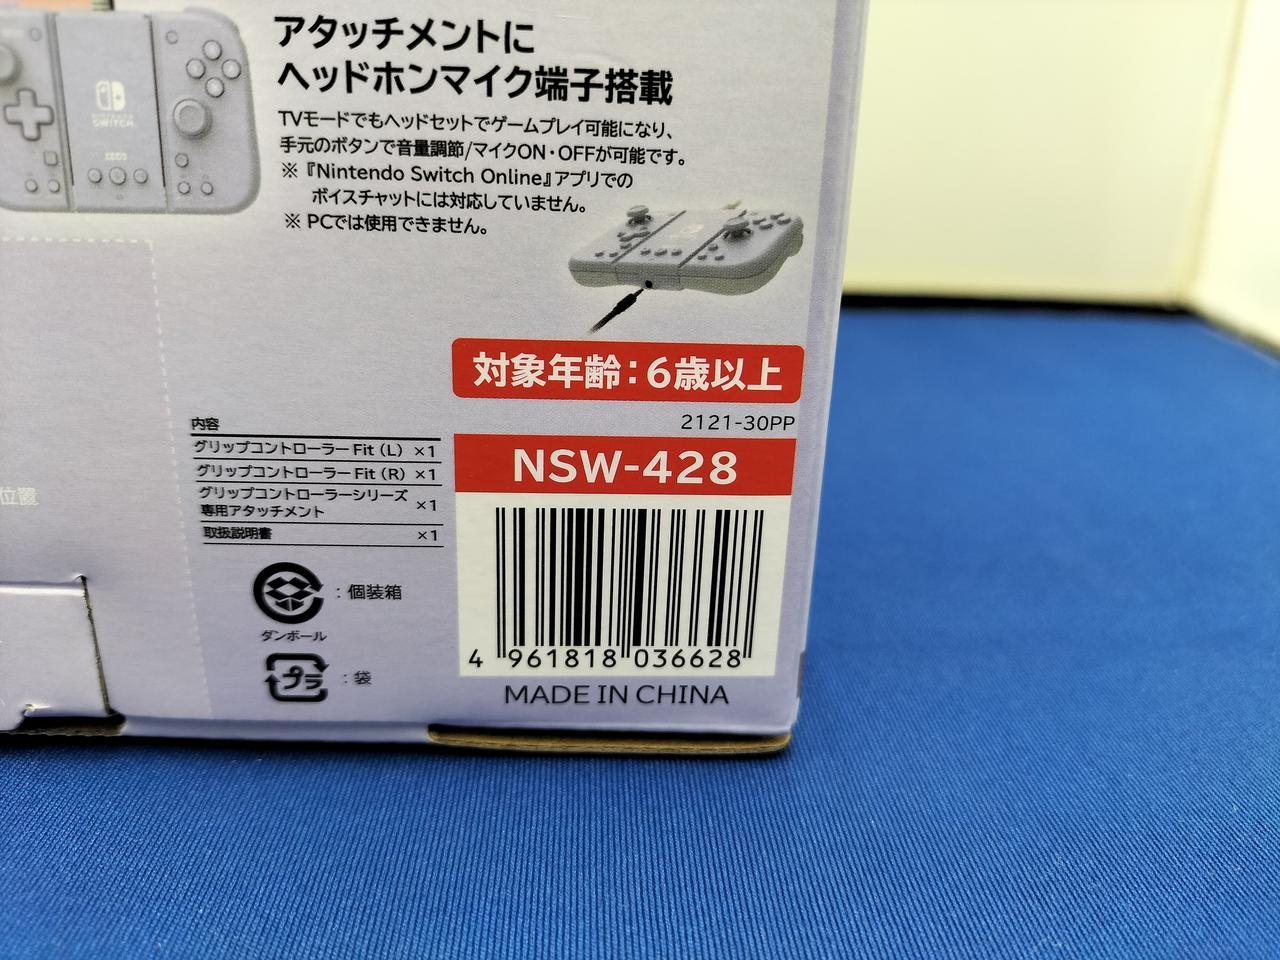 アタッチメントに
ヘッドホンマイク端子搭載
TVモードでもヘッドセットでゲームプレイ可能になり、
手元のボタンで音量調節/マイクON・OFFが可能です。
※『Nintendo Switch Online』アプリでの
ボイスチャットには対応していません。
※ PCでは使用できません。
SWITCH
対象年齢：6歳以上
2121-30PP
内容
グリップコントローラー Fit（L） ×1
グリップコントローラー Fit（R） ×1
グリップコントローラーシリーズ
専用アタッチメント ×1
取扱説明書 ×1
位置
NSW-428
4 961818 036628
MADE IN CHINA
：個装箱
ダンボール
プラ ：袋